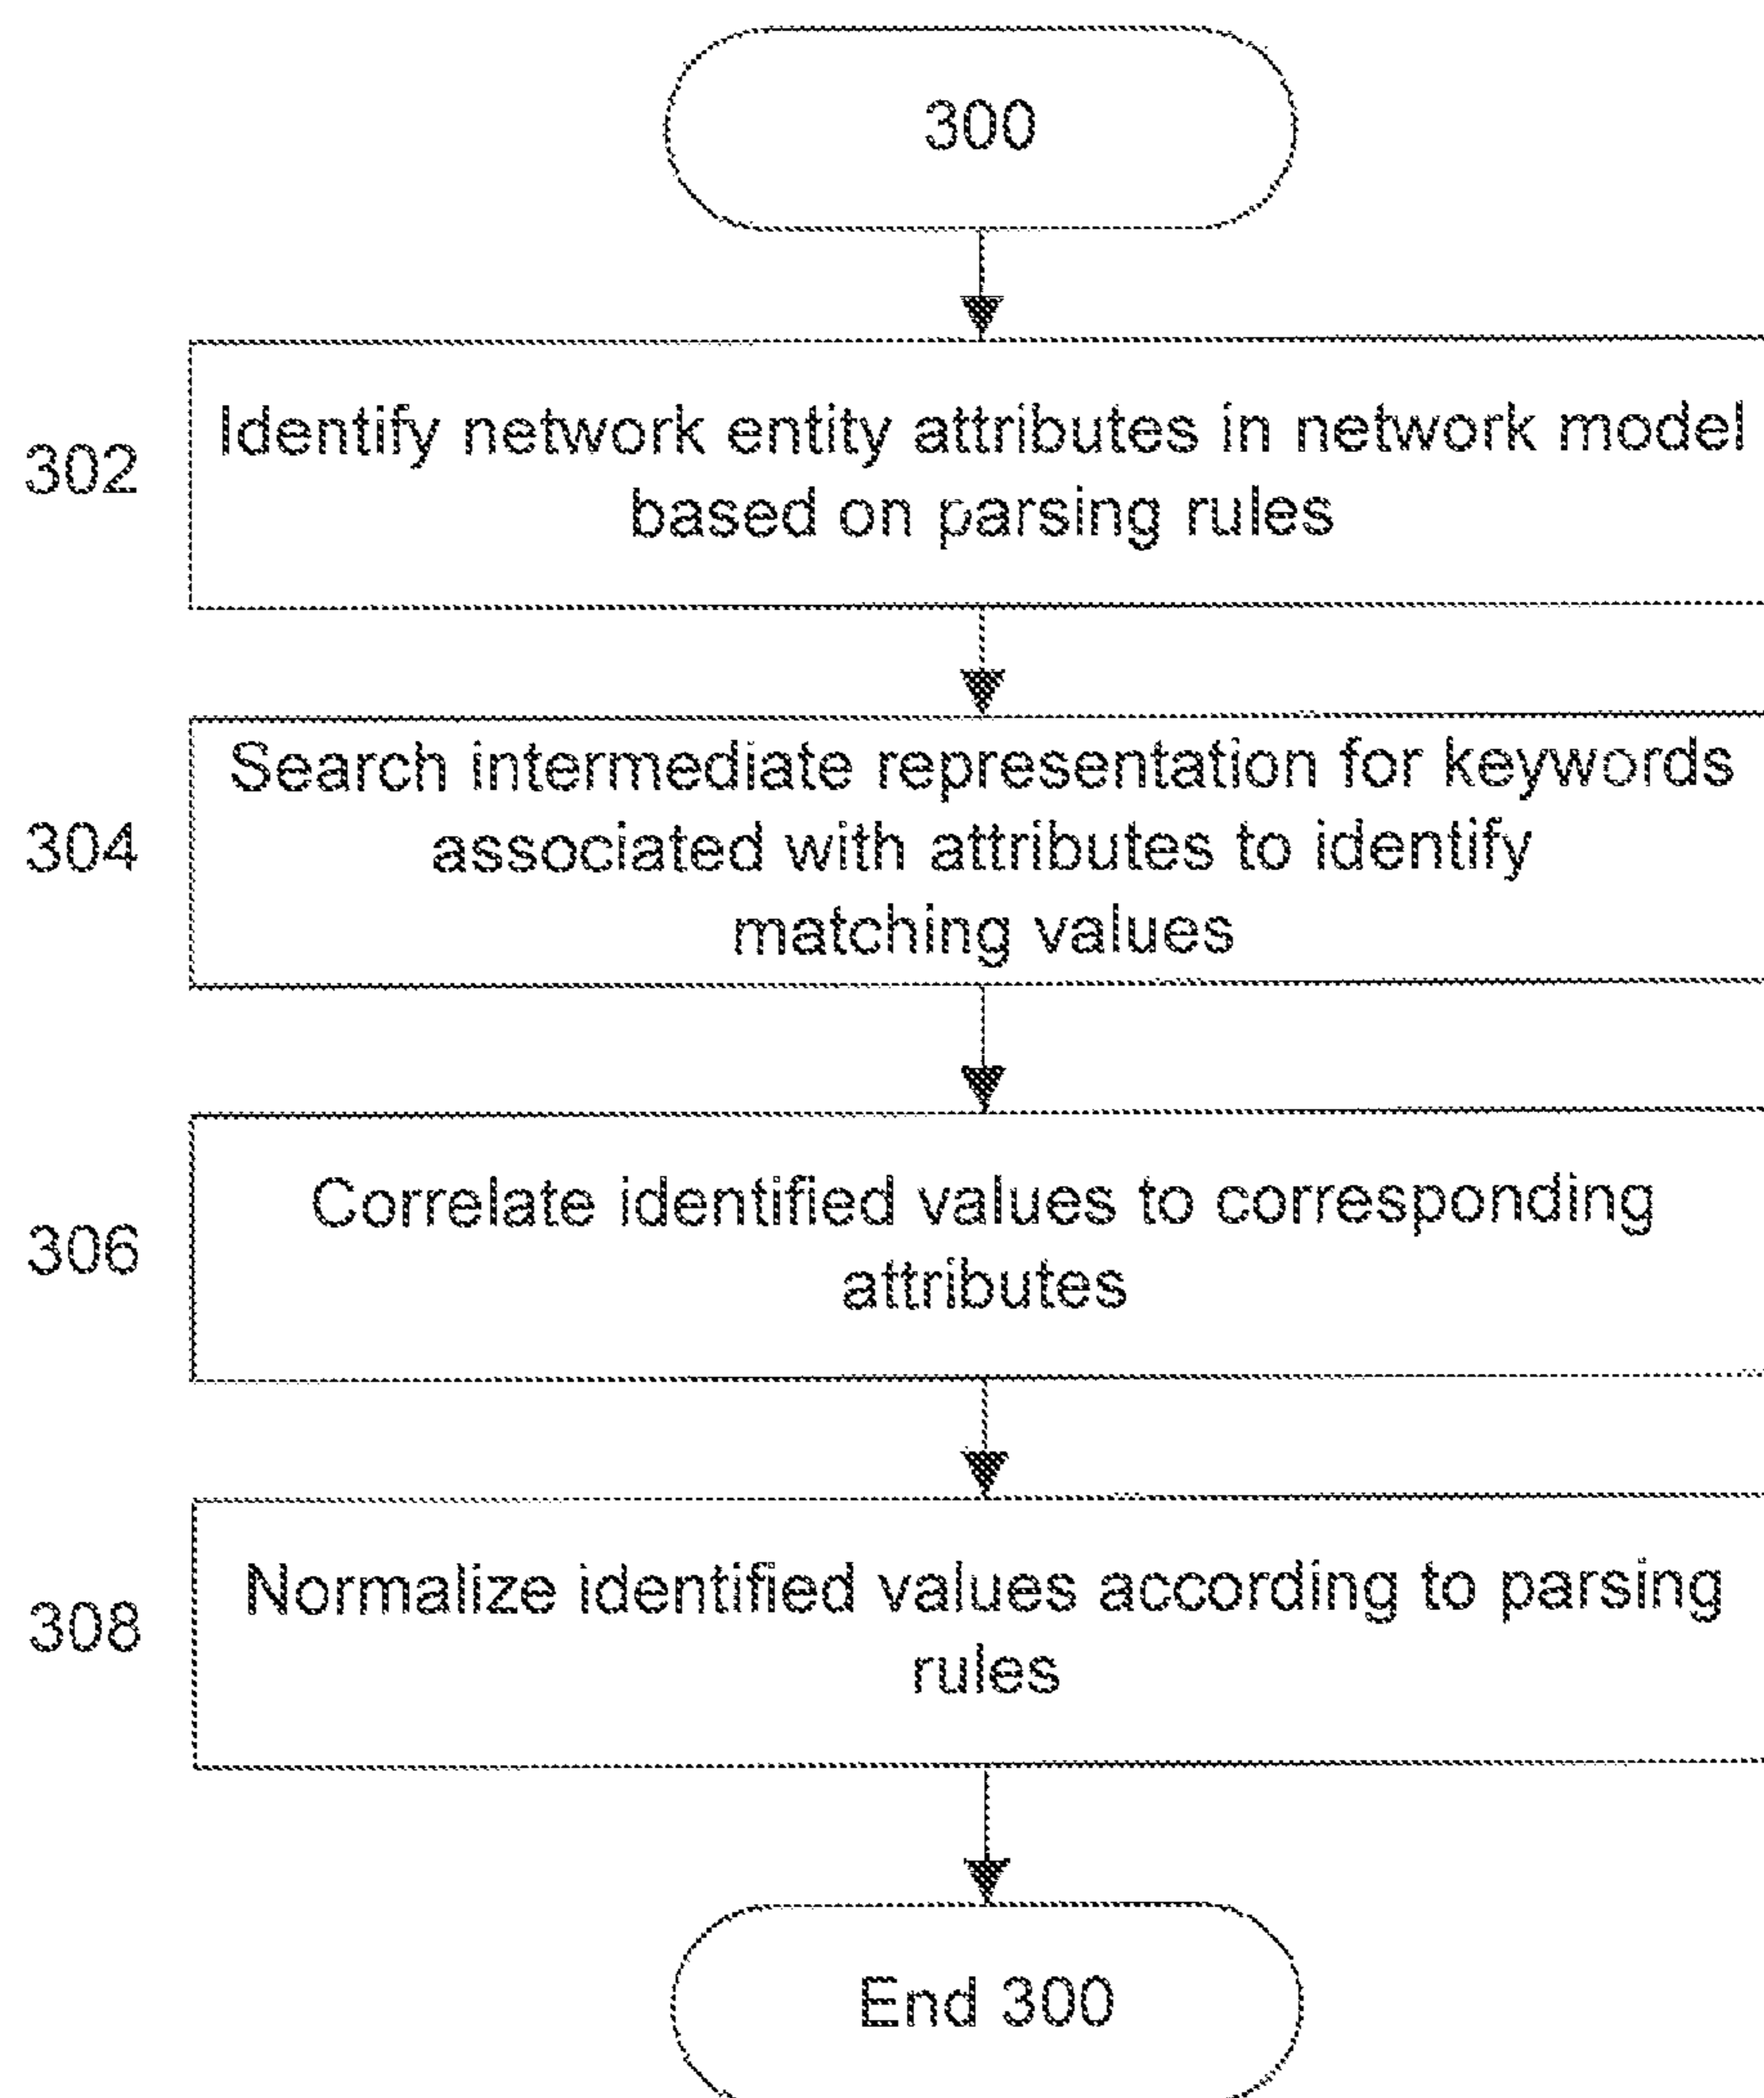 300
302
Identify network entity attributes in network model
based on parsing rules
304
Search intermediate representation for keywords
associated with attributes to identify
matching values
306
Correlate identified values to corresponding
attributes
308
Normalize identified values according to parsing
rules
End 300